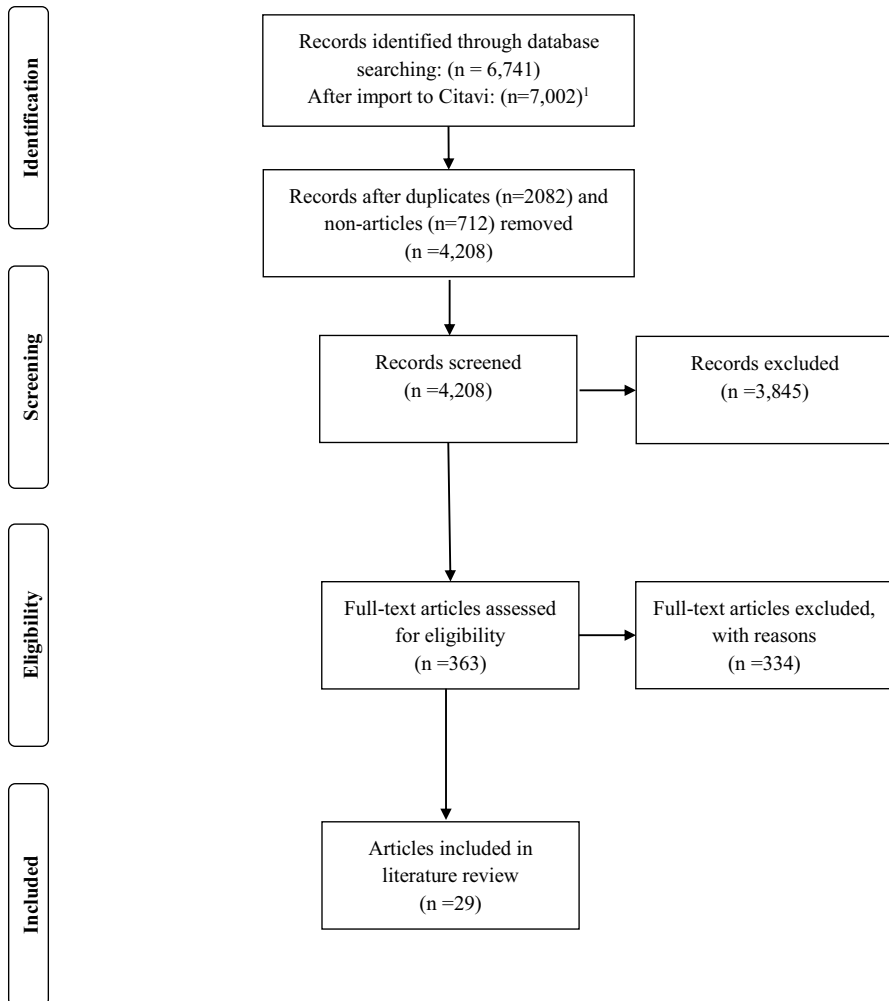 Identification
Records identified through database
searching: (n = 6,741)
After import to Citavi: (n=7,002)¹
Records after duplicates (n=2082) and
non-articles (n=712) removed
(n =4,208)
Screening
Records screened
(n =4,208)
Records excluded
(n =3,845)
Eligibility
Full-text articles assessed
for eligibility
(n =363)
Full-text articles excluded,
with reasons
(n =334)
Included
Articles included in
literature review
(n =29)